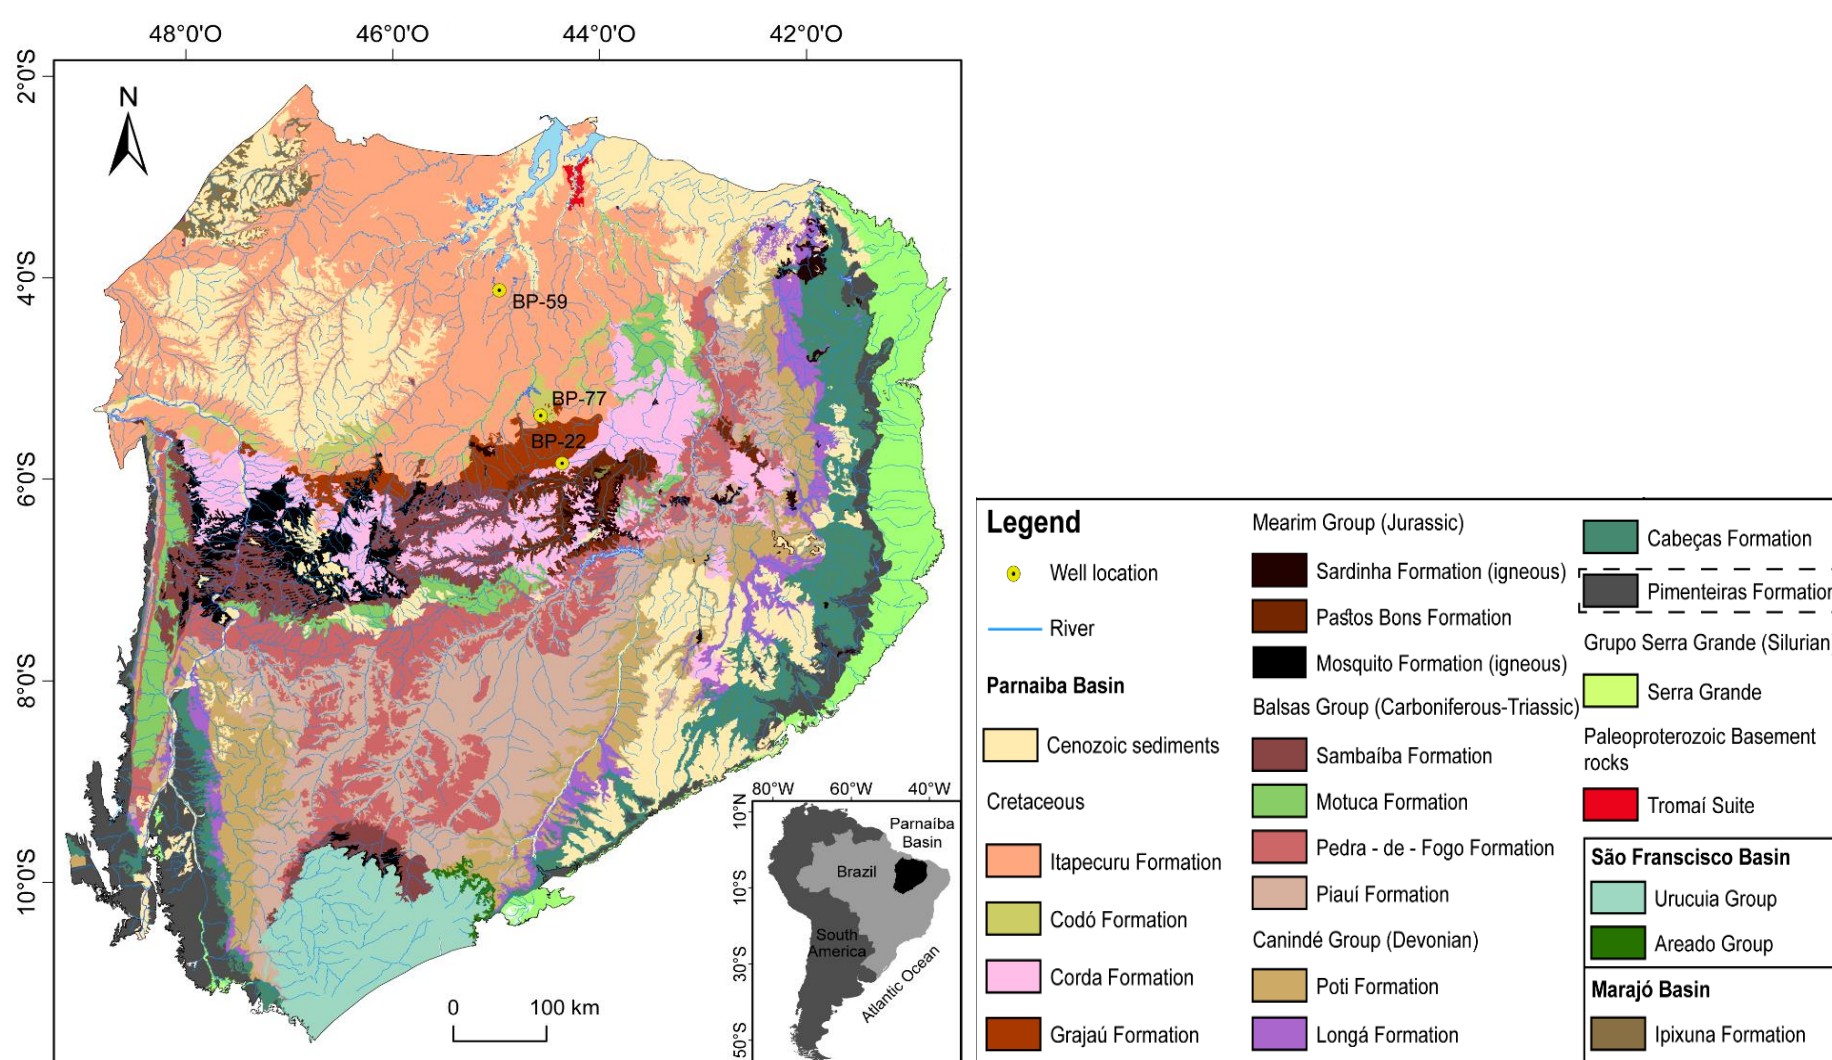 48°0'O 46°0'O 44°0'O 42°0'O
2°0'S
4°0'S
6°0'S
8°0'S
10°0'S
N
BP-59
BP-77
BP-22
0 100 km
80°W 60°W 40°W
10°N
10°S
30°S
50°S
Parnaíba
Basin
Brazil
South
America
Atlantic Ocean
Legend
Well location
River
Parnaiba Basin
Cenozoic sediments
Cretaceous
Itapecuru Formation
Codó Formation
Corda Formation
Grajaú Formation
Mearim Group (Jurassic)
Sardinha Formation (igneous)
Pastos Bons Formation
Mosquito Formation (igneous)
Balsas Group (Carboniferous-Triassic)
Sambaíba Formation
Motuca Formation
Pedra - de - Fogo Formation
Piauí Formation
Canindé Group (Devonian)
Poti Formation
Longá Formation
Cabeças Formation
Pimenteiras Formation
Grupo Serra Grande (Silurian
Serra Grande
Paleoproterozoic Basement
rocks
Tromaí Suite
São Franscisco Basin
Urucuia Group
Areado Group
Marajó Basin
Ipixuna Formation